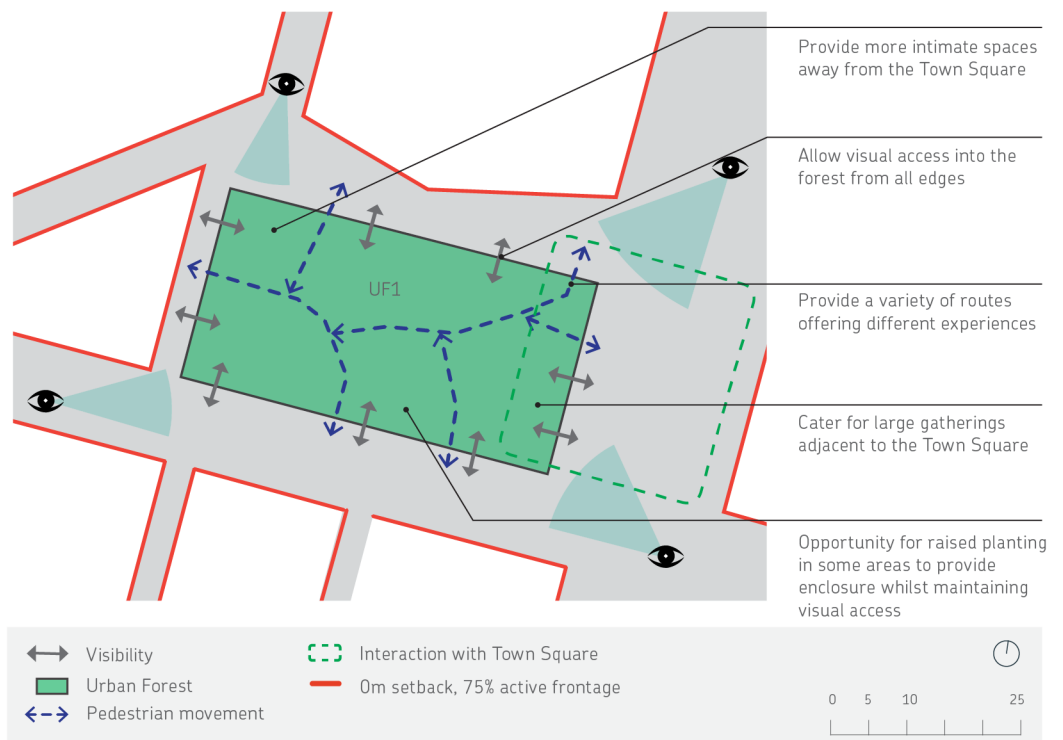 Provide more intimate spaces
away from the Town Square
Allow visual access into the
forest from all edges
UF1
Provide a variety of routes
offering different experiences
Cater for large gatherings
adjacent to the Town Square
Opportunity for raised planting
in some areas to provide
enclosure whilst maintaining
visual access
Visibility
Urban Forest
Pedestrian movement
Interaction with Town Square
0m setback, 75% active frontage
0 5 10 25